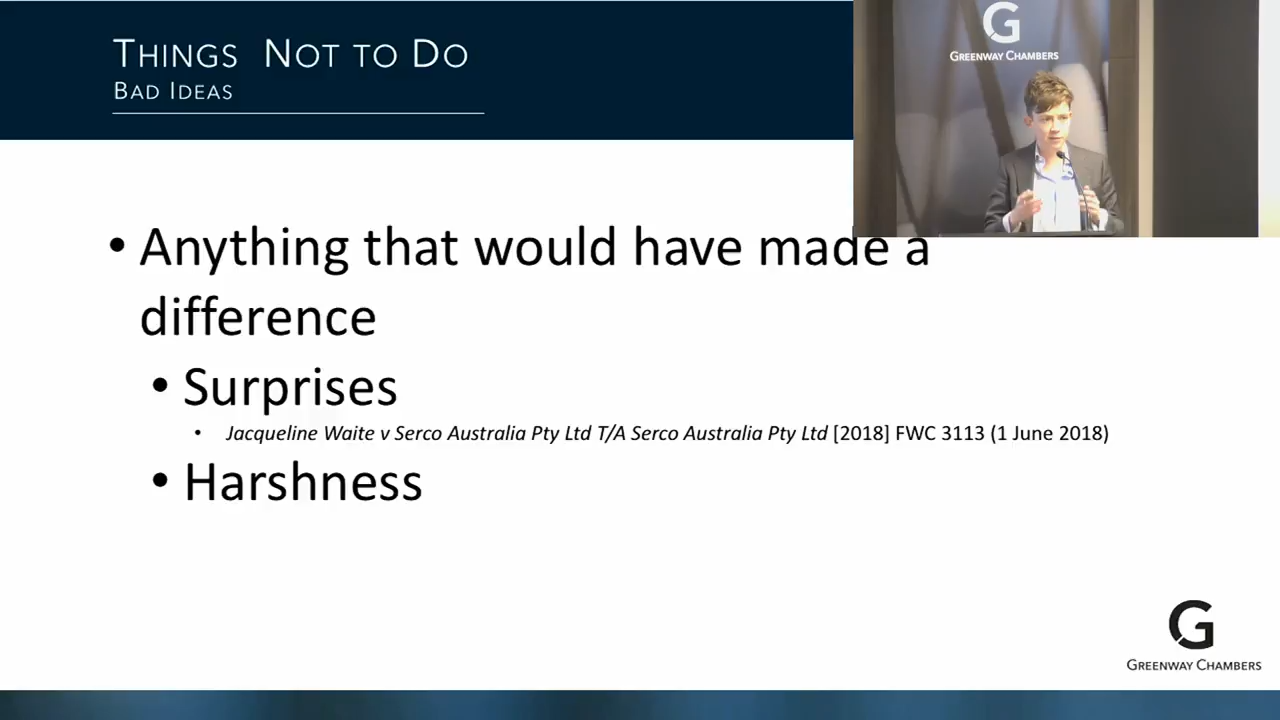 THINGS NOT TO DO
BAD IDEAS
G
GREENWAY CHAMBERS
• Anything that would have made a
difference
• Surprises
• Jacqueline Waite v Serco Australia Pty Ltd T/A Serco Australia Pty Ltd [2018] FWC 3113 (1 June 2018)
• Harshness
G
GREENWAY CHAMBERS